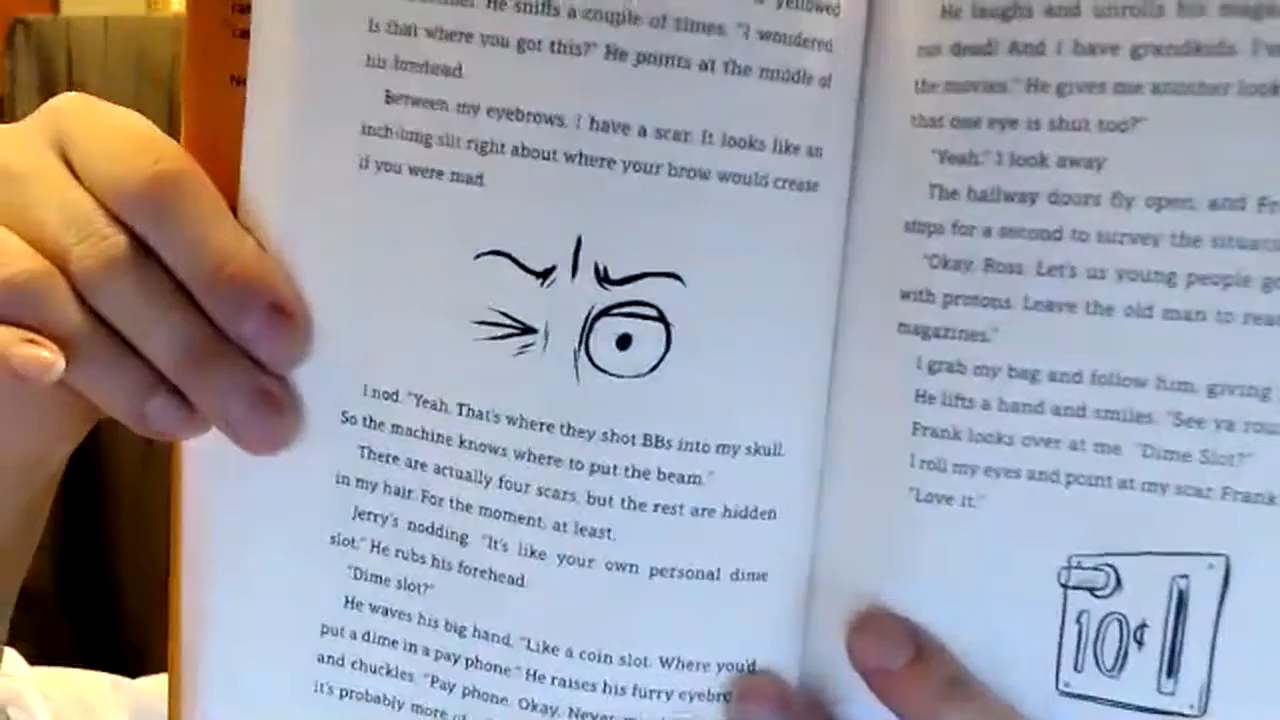 He sniffs a couple of times. "I wondered
yellowed
is that where you got this?" He points at the middle of
his forehead.
Between my eyebrows, I have a scar. It looks like an
inch-long slit right about where your brow would crease
if you were mad.
I nod. "Yeah. That's where they shot BBs into my skull.
So the machine knows where to put the beam."
There are actually four scars, but the rest are hidden
in my hair. For the moment, at least.
Jerry's nodding. "It's like your own personal dime
slot." He rubs his forehead.
"Dime slot?"
He waves his big hand. "Like a coin slot. Where you'd
put a dime in a pay phone." He raises his furry
and chuckles. "Pay phone. Okay. Never
it's probably more
He laughs and unrolls his
not dead! And I have grandkids.
the movies." He gives me another look
that one eye is shut too?"
"Yeah." I look away.
The hallway doors fly open, and
stops for a second to survey the
"Okay, Ross. Let's us young people
with protons. Leave the old man to
magazines."
I grab my bag and follow him, giving
He lifts a hand and smiles. "See ya
Frank looks over at me. "Dime Slot?"
I roll my eyes and point at my scar. Frank
"Love it."
10¢